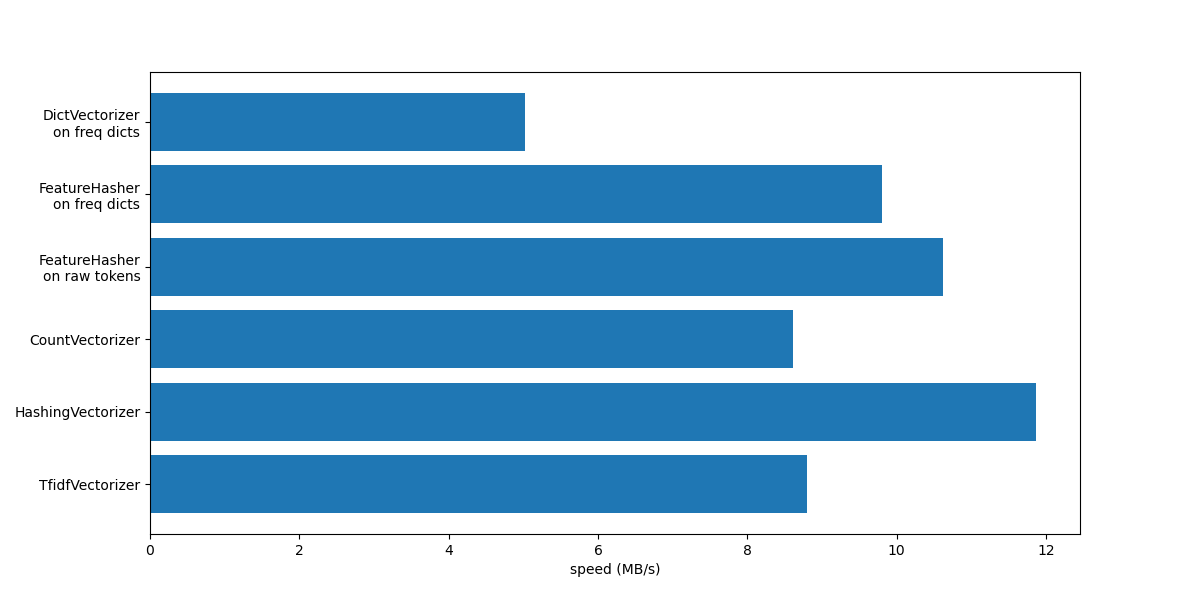 DictVectorizer
on freq dicts
FeatureHasher
on freq dicts
FeatureHasher
on raw tokens
CountVectorizer
HashingVectorizer
TfidfVectorizer
0 2 4 6 8 10 12
speed (MB/s)